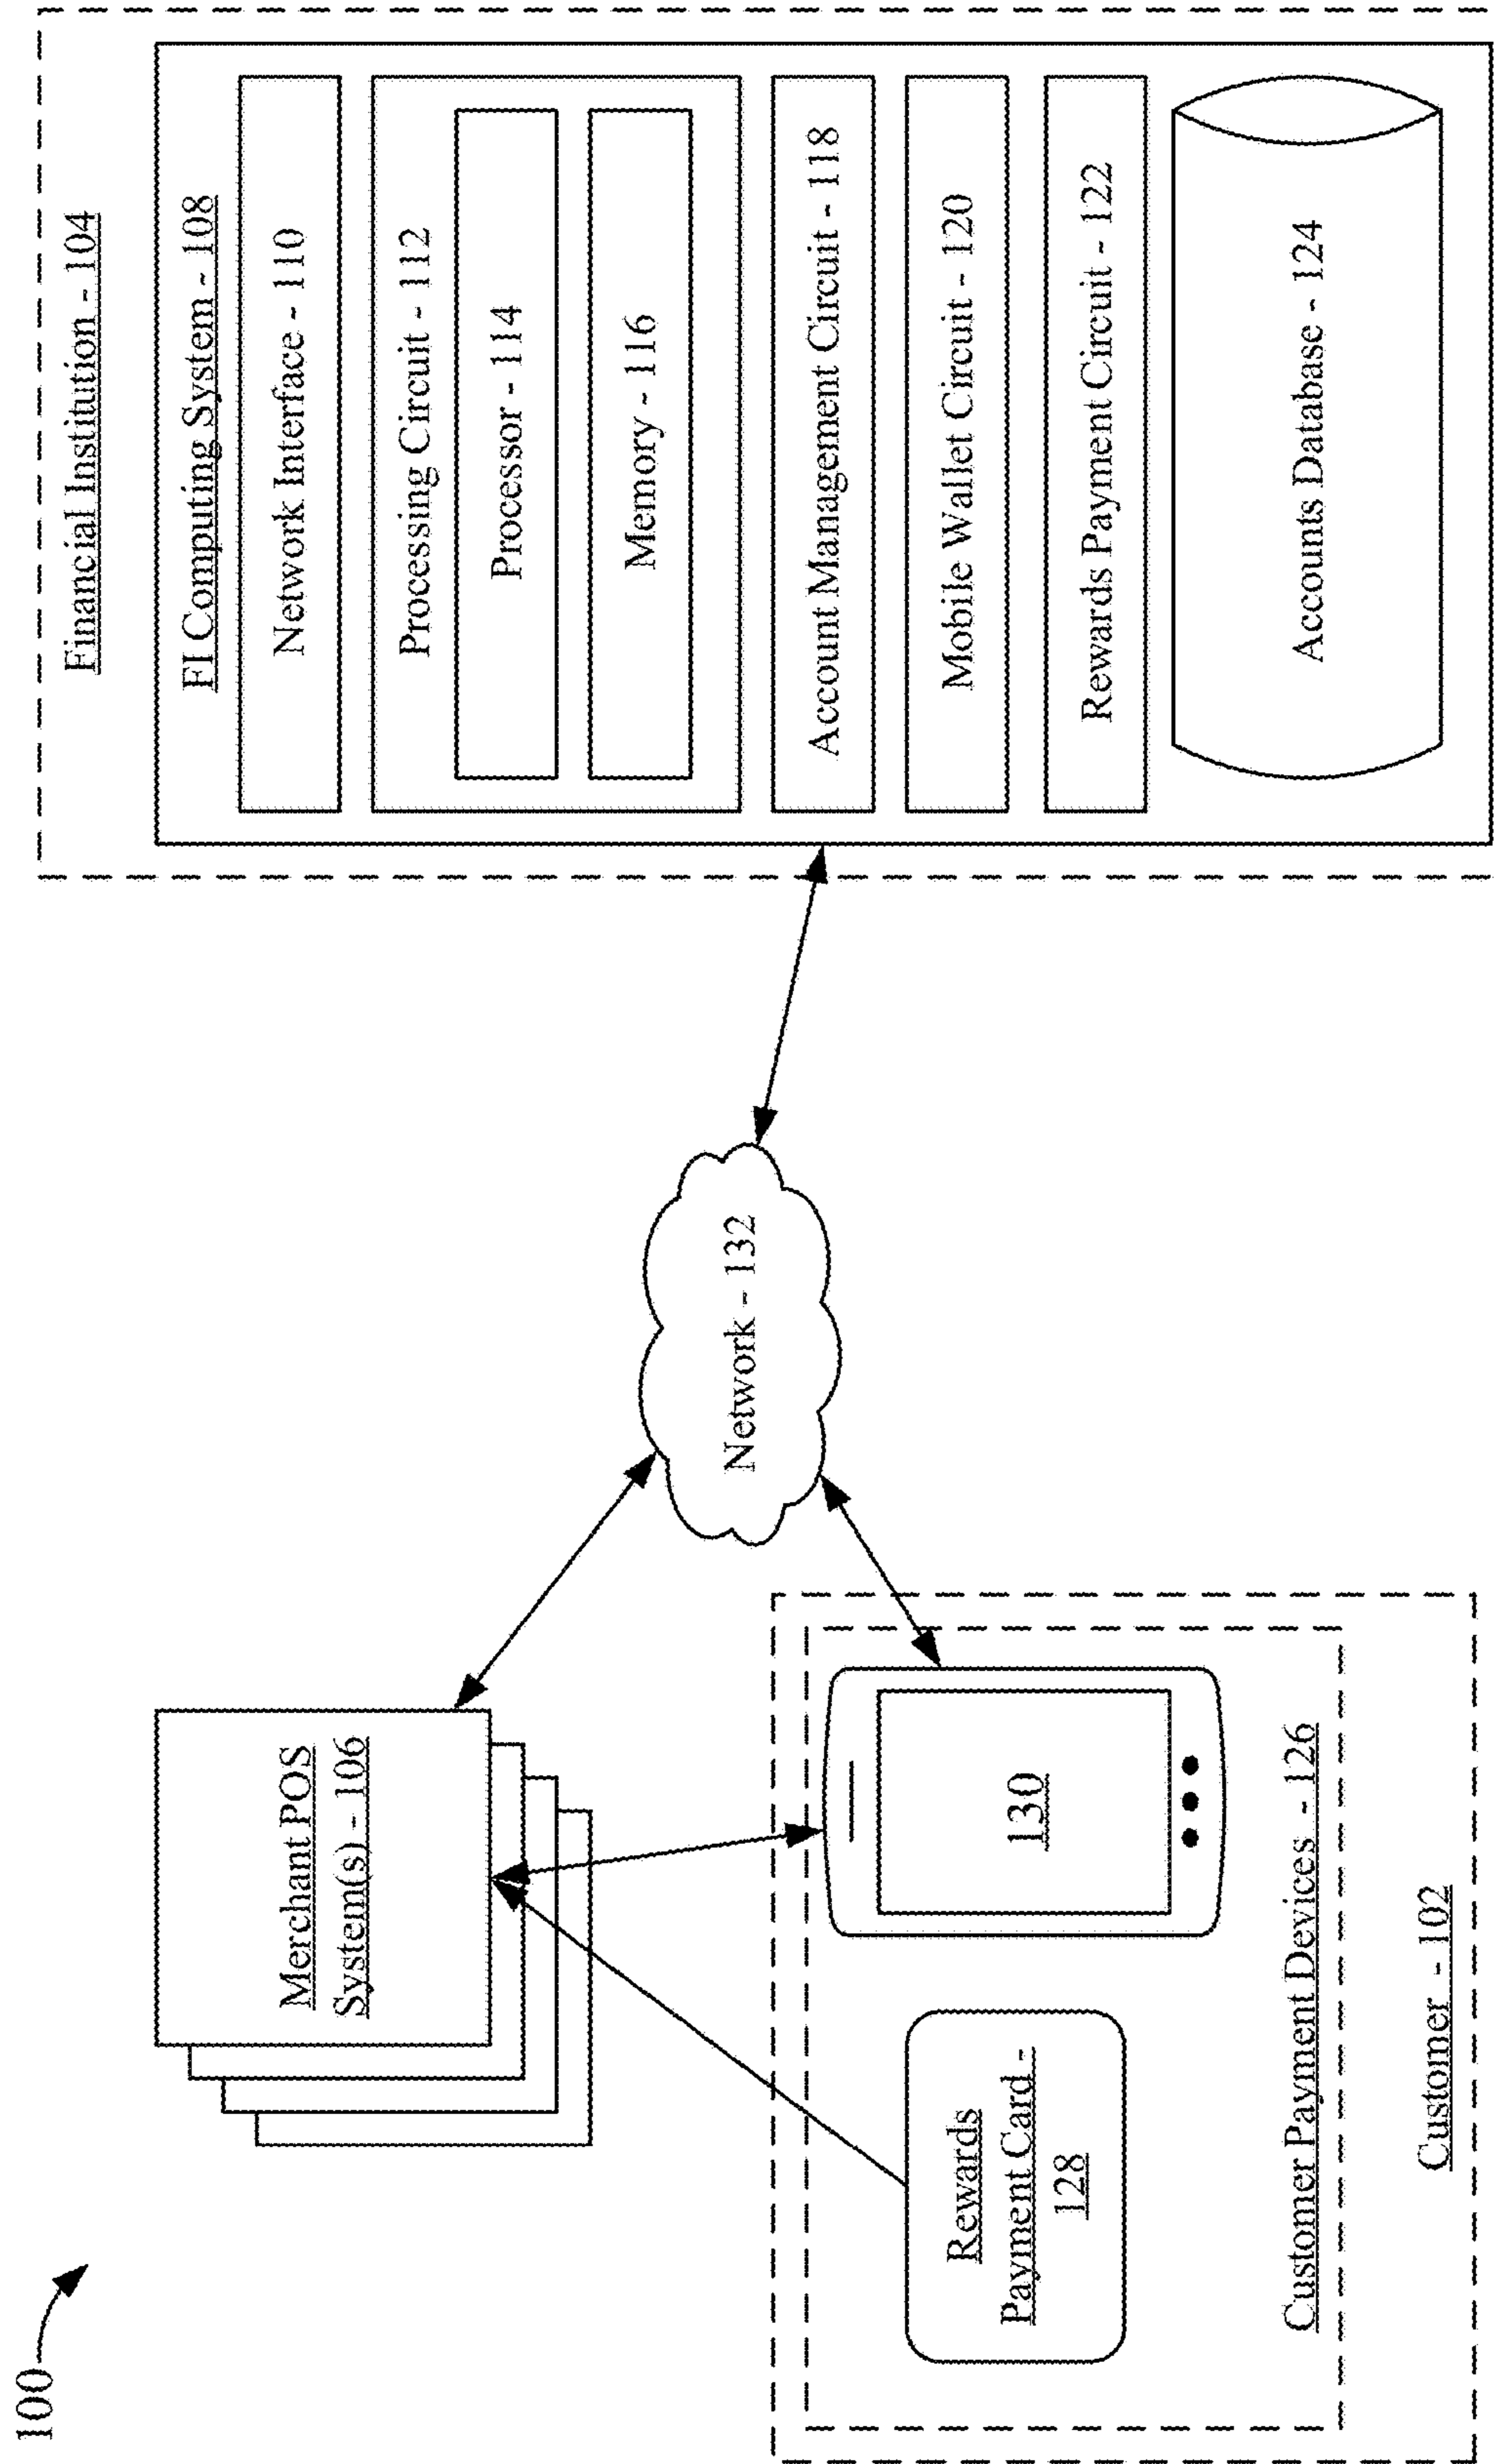 100
Merchant POS
System(s) - 106
Rewards
Payment Card -
128
130
Customer Payment Devices - 126
Customer - 102
Network - 132
Financial Institution - 104
FI Computing System - 108
Network Interface - 110
Processing Circuit - 112
Processor - 114
Memory - 116
Account Management Circuit - 118
Mobile Wallet Circuit - 120
Rewards Payment Circuit - 122
Accounts Database - 124